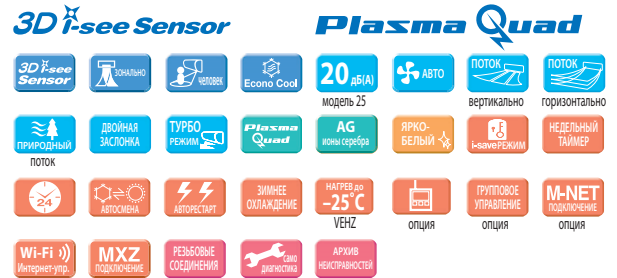 3D i-see Sensor
Plasma Quad
3D i-see
Sensor
ЗОНАЛЬНО
ЧЕЛОВЕК
Econo Cool
20 дБ(А)
модель 25
АВТО
ПОТОК
вертикально
ПОТОК
горизонтально
ПРИРОДНЫЙ
поток
ДВОЙНАЯ
ЗАСЛОНКА
ТУРБО
РЕЖИМ
Plasma
Quad
AG
ионы серебра
ЯРКО-
БЕЛЫЙ
i-save РЕЖИМ
НЕДЕЛЬНЫЙ
ТАЙМЕР
24
АВТОСМЕНА
АВТОРЕСТАРТ
ЗИМНЕЕ
ОХЛАЖДЕНИЕ
НАГРЕВ до
–25˚C
VEHZ
опция
ГРУППОВОЕ
УПРАВЛЕНИЕ
опция
M-NET
ПОДКЛЮЧЕНИЕ
опция
Wi-Fi
Интернет-упр.
MXZ
ПОДКЛЮЧЕНИЕ
РЕЗЬБОВЫЕ
СОЕДИНЕНИЯ
само
диагностика
АРХИВ
НЕИСПРАВНОСТЕЙ